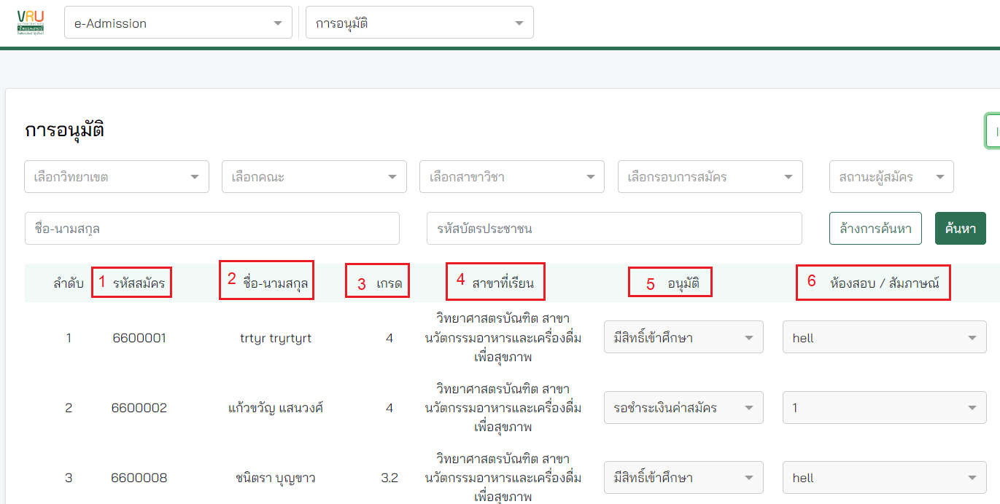 VRU
e-Admission
การอนุมัติ
การอนุมัติ
เลือกวิทยาเขต
เลือกคณะ
เลือกสาขาวิชา
เลือกรอบการสมัคร
สถานะผู้สมัคร
ชื่อ-นามสกุล
รหัสบัตรประชาชน
ล้างการค้นหา
ค้นหา
ลำดับ 1 รหัสสมัคร 2 ชื่อ-นามสกุล 3 เกรด 4 สาขาที่เรียน 5 อนุมัติ 6 ห้องสอบ / สัมภาษณ์
1 6600001 trtyr tryrtyrt 4
วิทยาศาสตรบัณฑิต สาขา
นวัตกรรมอาหารและเครื่องดื่ม
เพื่อสุขภาพ
มีสิทธิ์เข้าศึกษา
hell
2 6600002 แก้วขวัญ แสนวงศ์ 4
วิทยาศาสตรบัณฑิต สาขา
นวัตกรรมอาหารและเครื่องดื่ม
เพื่อสุขภาพ
รอชำระเงินค่าสมัคร
1
3 6600008 ชนิตรา บุญขาว 3.2
วิทยาศาสตรบัณฑิต สาขา
นวัตกรรมอาหารและเครื่องดื่ม
เพื่อสุขภาพ
มีสิทธิ์เข้าศึกษา
hell